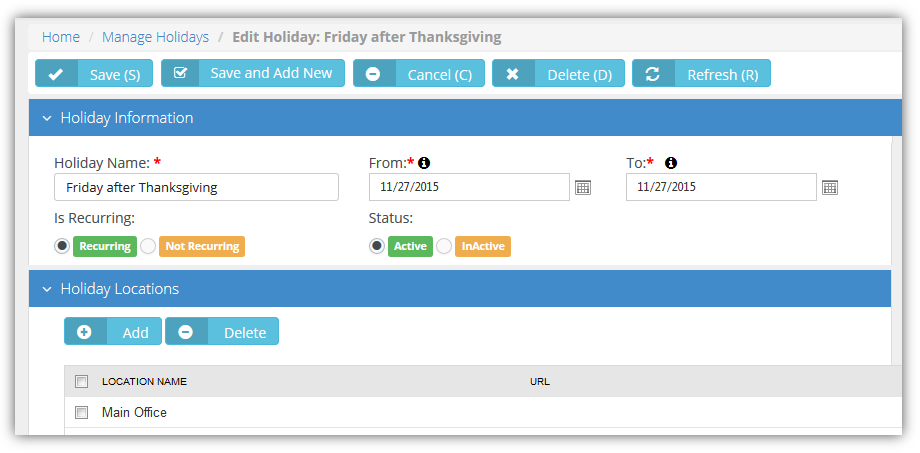 Home / Manage Holidays / Edit Holiday: Friday after Thanksgiving
Save (S) Save and Add New Cancel (C) Delete (D) Refresh (R)
Holiday Information
Holiday Name: * From:* To:*
Friday after Thanksgiving 11/27/2015 11/27/2015
Is Recurring: Status:
Recurring Not Recurring Active InActive
Holiday Locations
Add Delete
LOCATION NAME URL
Main Office